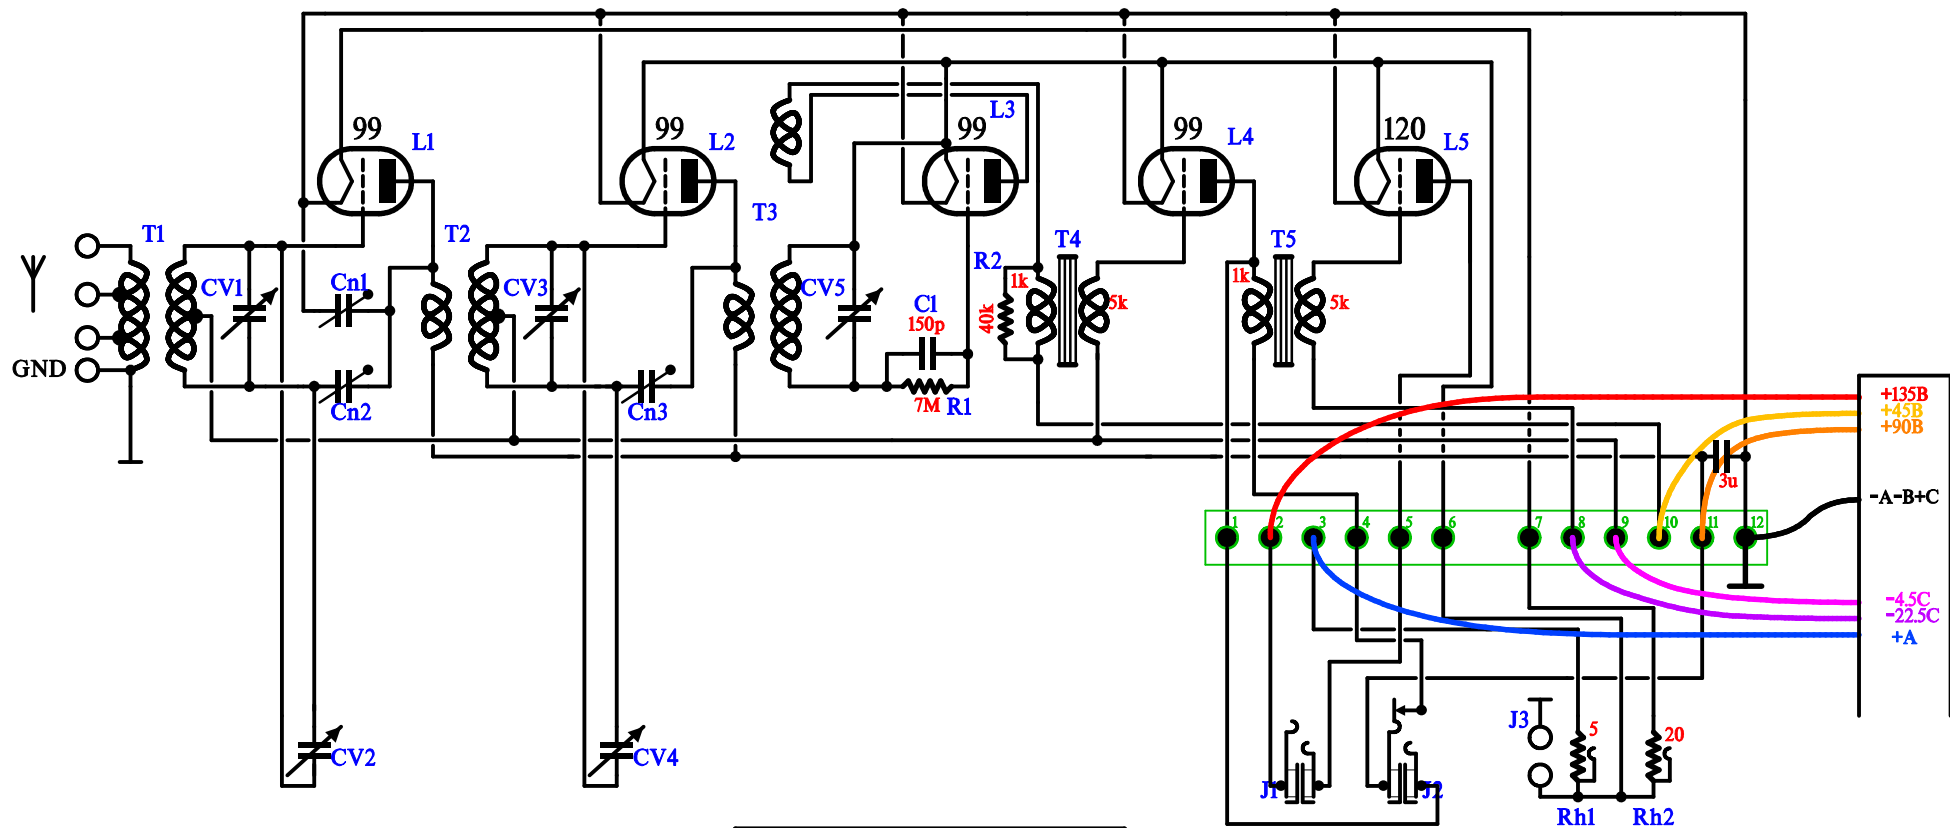 99 L1
99 L2
L3
99
99 L4
120 L5
T1
T2
T3
T4
T5
GND
CV1
Cn1
Cn2
CV3
Cn3
CV5
C1
150p
7M R1
R2
1k
40k
5k
1k
5k
CV2
CV4
+135B
+45B
+90B
3u
-A-B+C
1 2 3 4 5 6 7 8 9 10 11 12
-4.5C
-22.5C
+A
J1
J2
J3
5
20
Rh1
Rh2